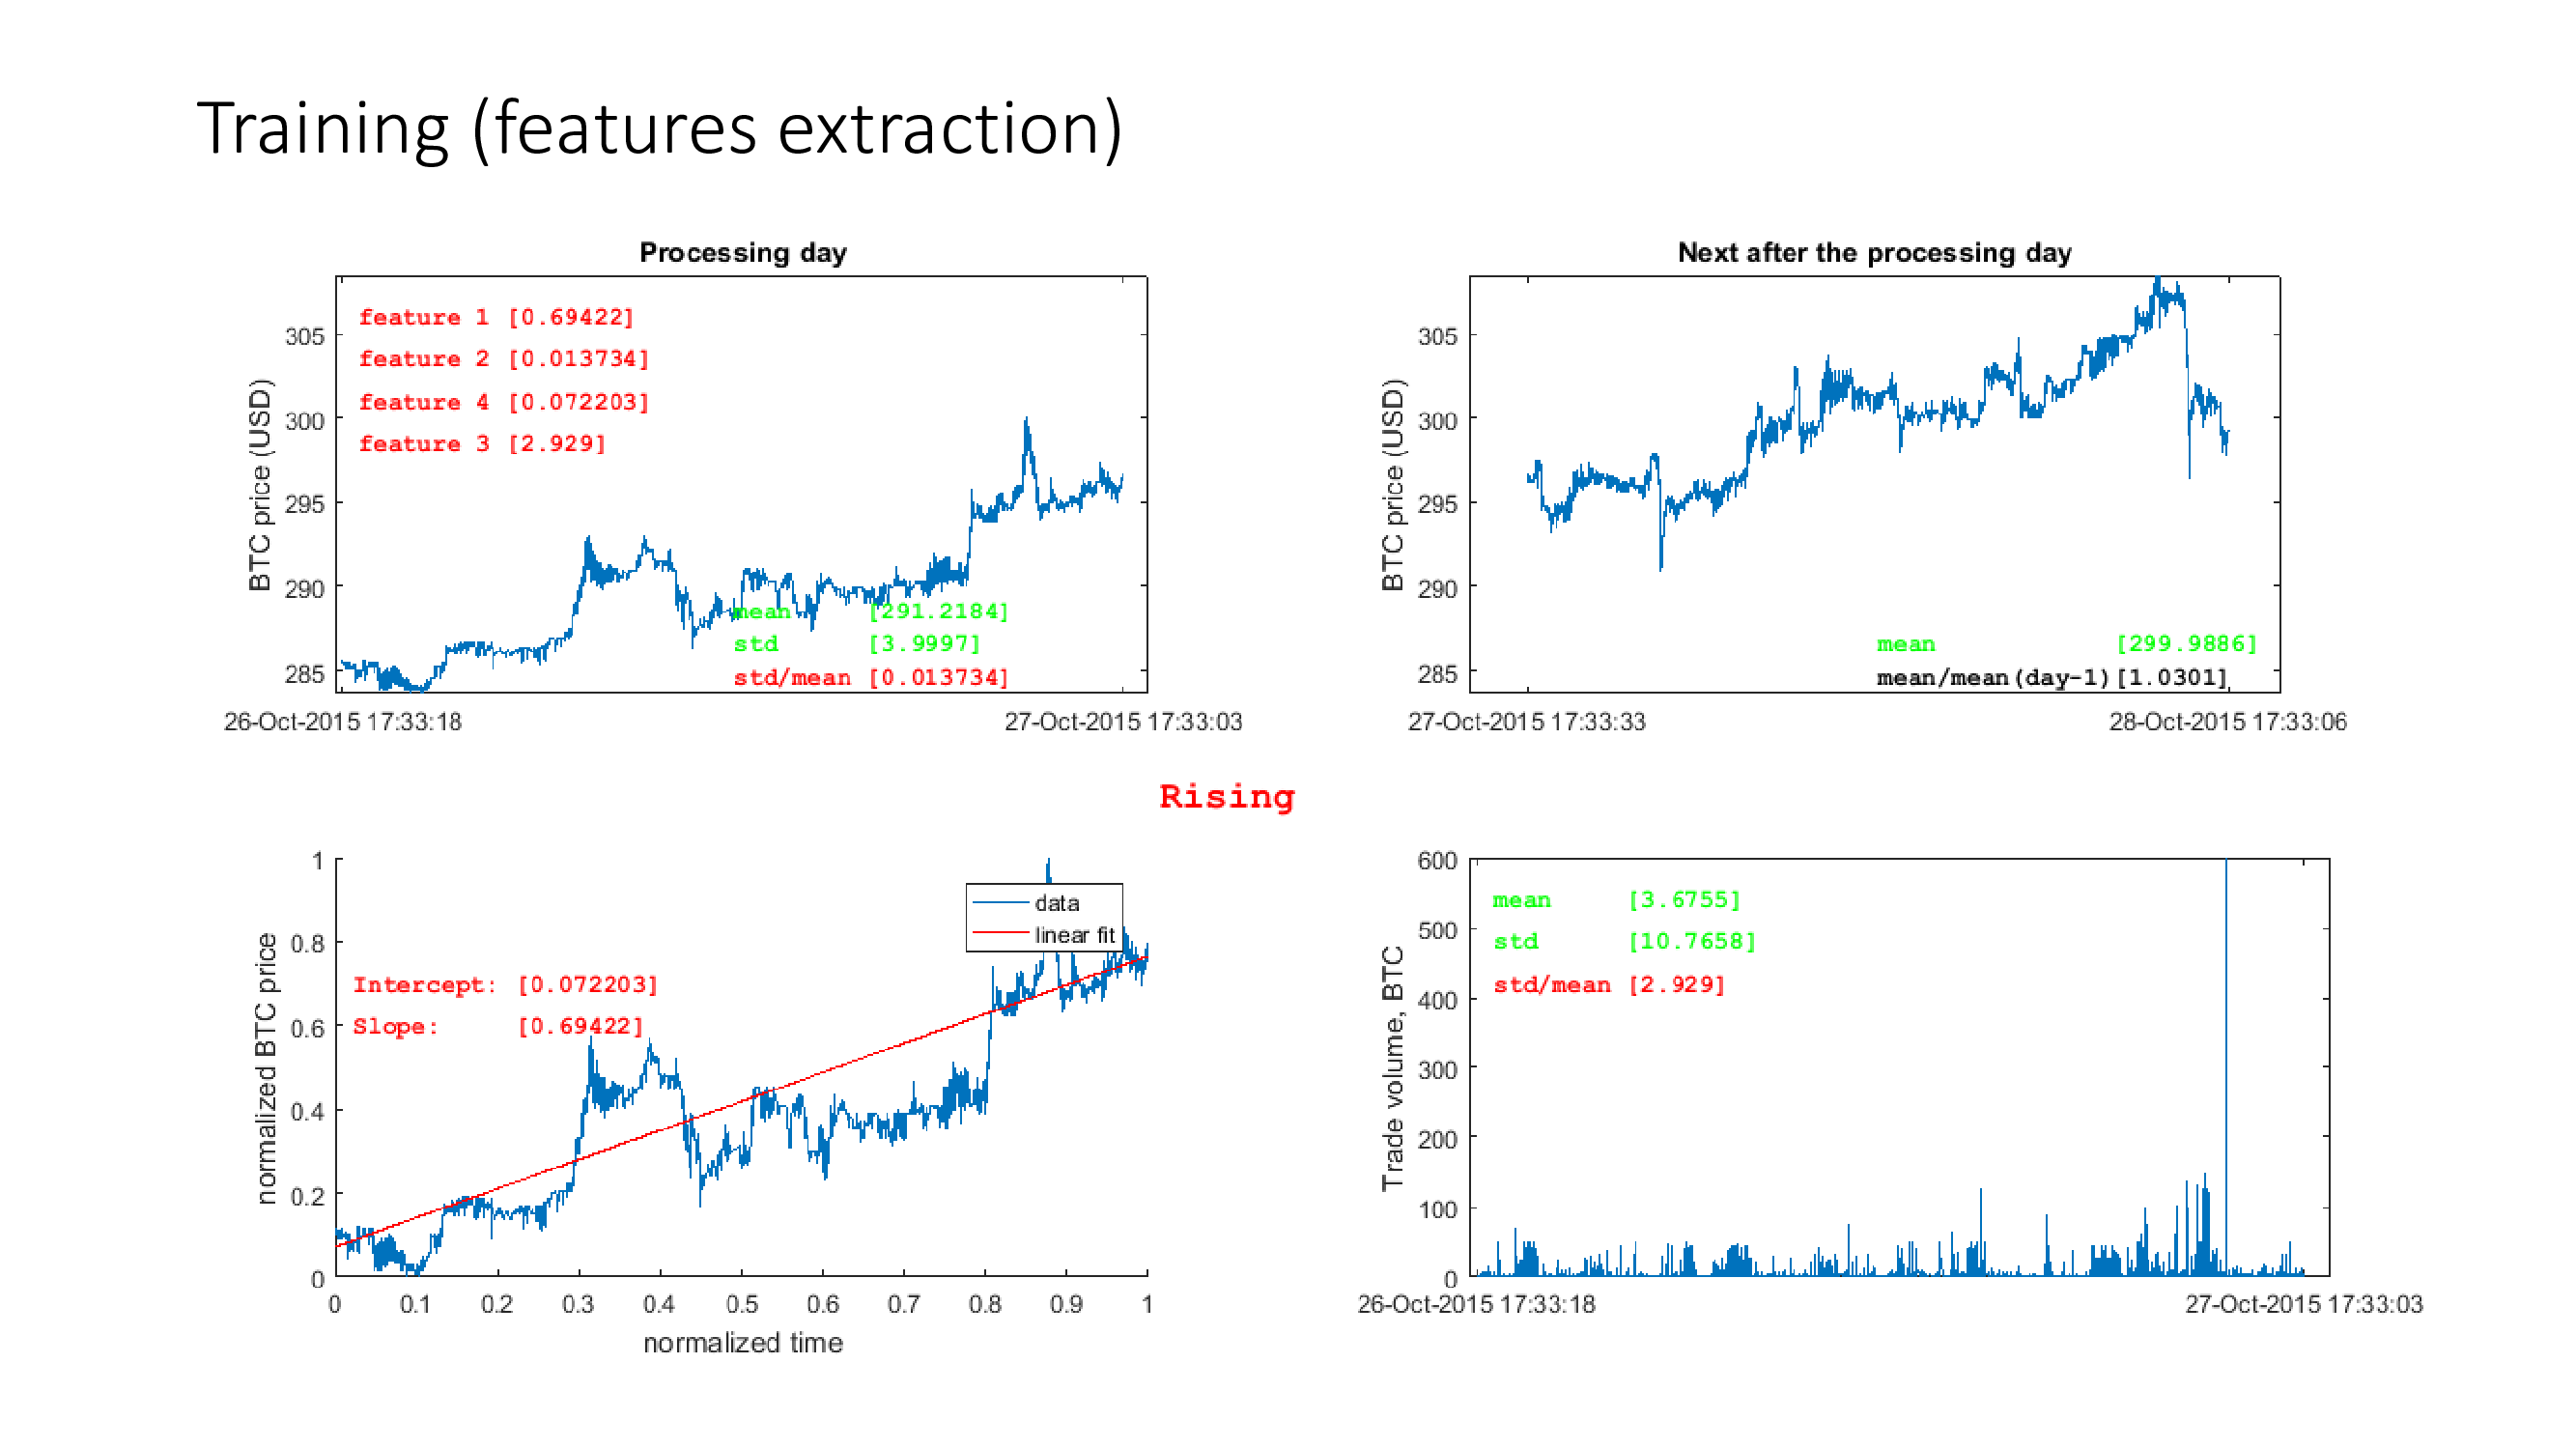 Training (features extraction)
Processing day
feature 1 [0.69422]
feature 2 [0.013734]
feature 4 [0.072203]
feature 3 [2.929]
mean [291.2184]
std [3.9997]
std/mean [0.013734]
BTC price (USD)
305
300
295
290
285
26-Oct-2015 17:33:18
27-Oct-2015 17:33:03
Next after the processing day
BTC price (USD)
305
300
295
290
285
mean [299.9886]
mean/mean(day-1)[1.0301]
27-Oct-2015 17:33:33
28-Oct-2015 17:33:06
Rising
normalized BTC price
1
0.8
0.6
0.4
0.2
0
data
linear fit
Intercept: [0.072203]
Slope: [0.69422]
0 0.1 0.2 0.3 0.4 0.5 0.6 0.7 0.8 0.9 1
normalized time
Trade volume, BTC
600
500
400
300
200
100
0
mean [3.6755]
std [10.7658]
std/mean [2.929]
26-Oct-2015 17:33:18
27-Oct-2015 17:33:03